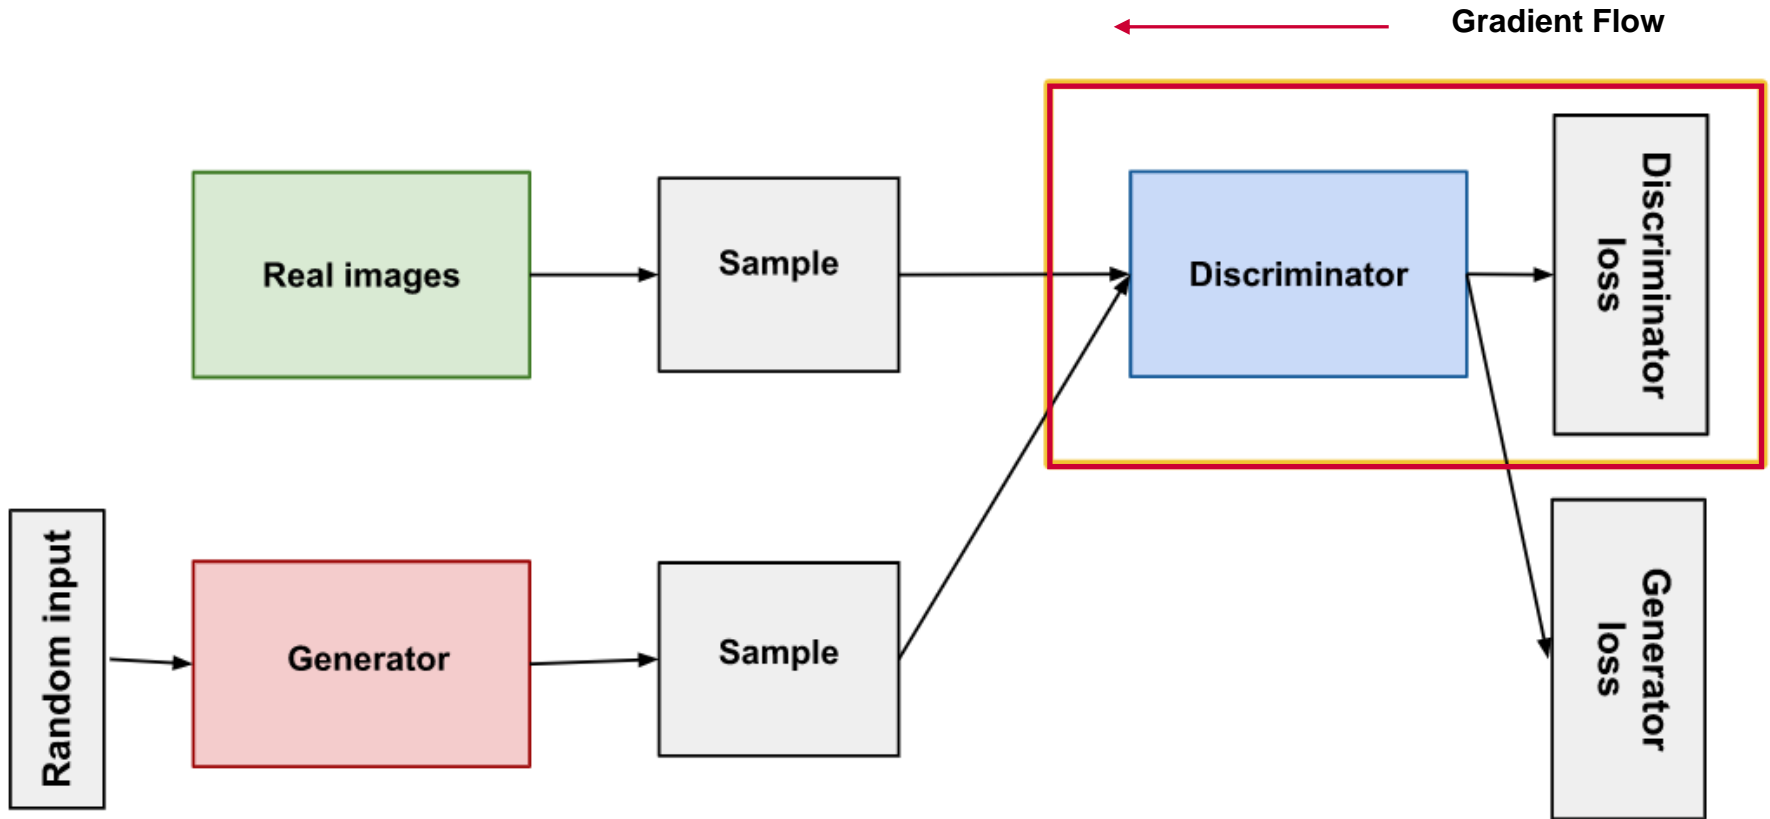 Gradient Flow
Real images
Sample
Discriminator
Discriminator
loss
Random input
Generator
Sample
Generator
loss